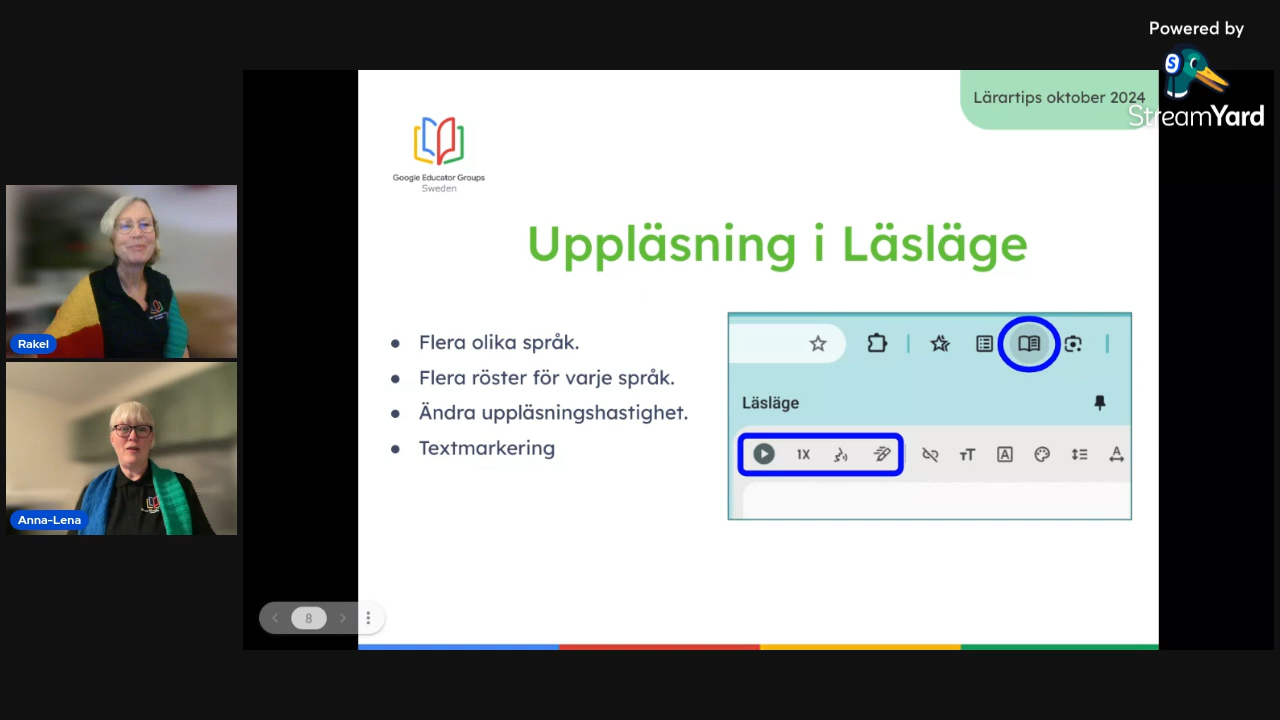 Powered by
StreamYard
Lärartips oktober 2024
Google Educator Groups
Sweden
Uppläsning i Läsläge
● Flera olika språk.
● Flera röster för varje språk.
● Ändra uppläsningshastighet.
● Textmarkering
Läsläge
1X
TT
A
A
Rakel
Anna-Lena
8